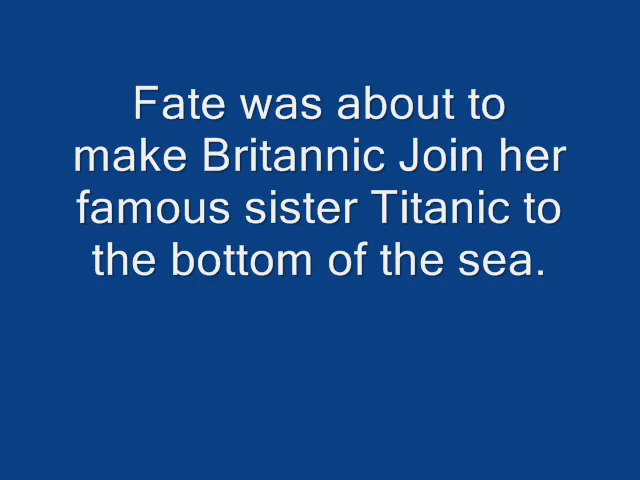 Fate was about to
make Britannic Join her
famous sister Titanic to
the bottom of the sea.